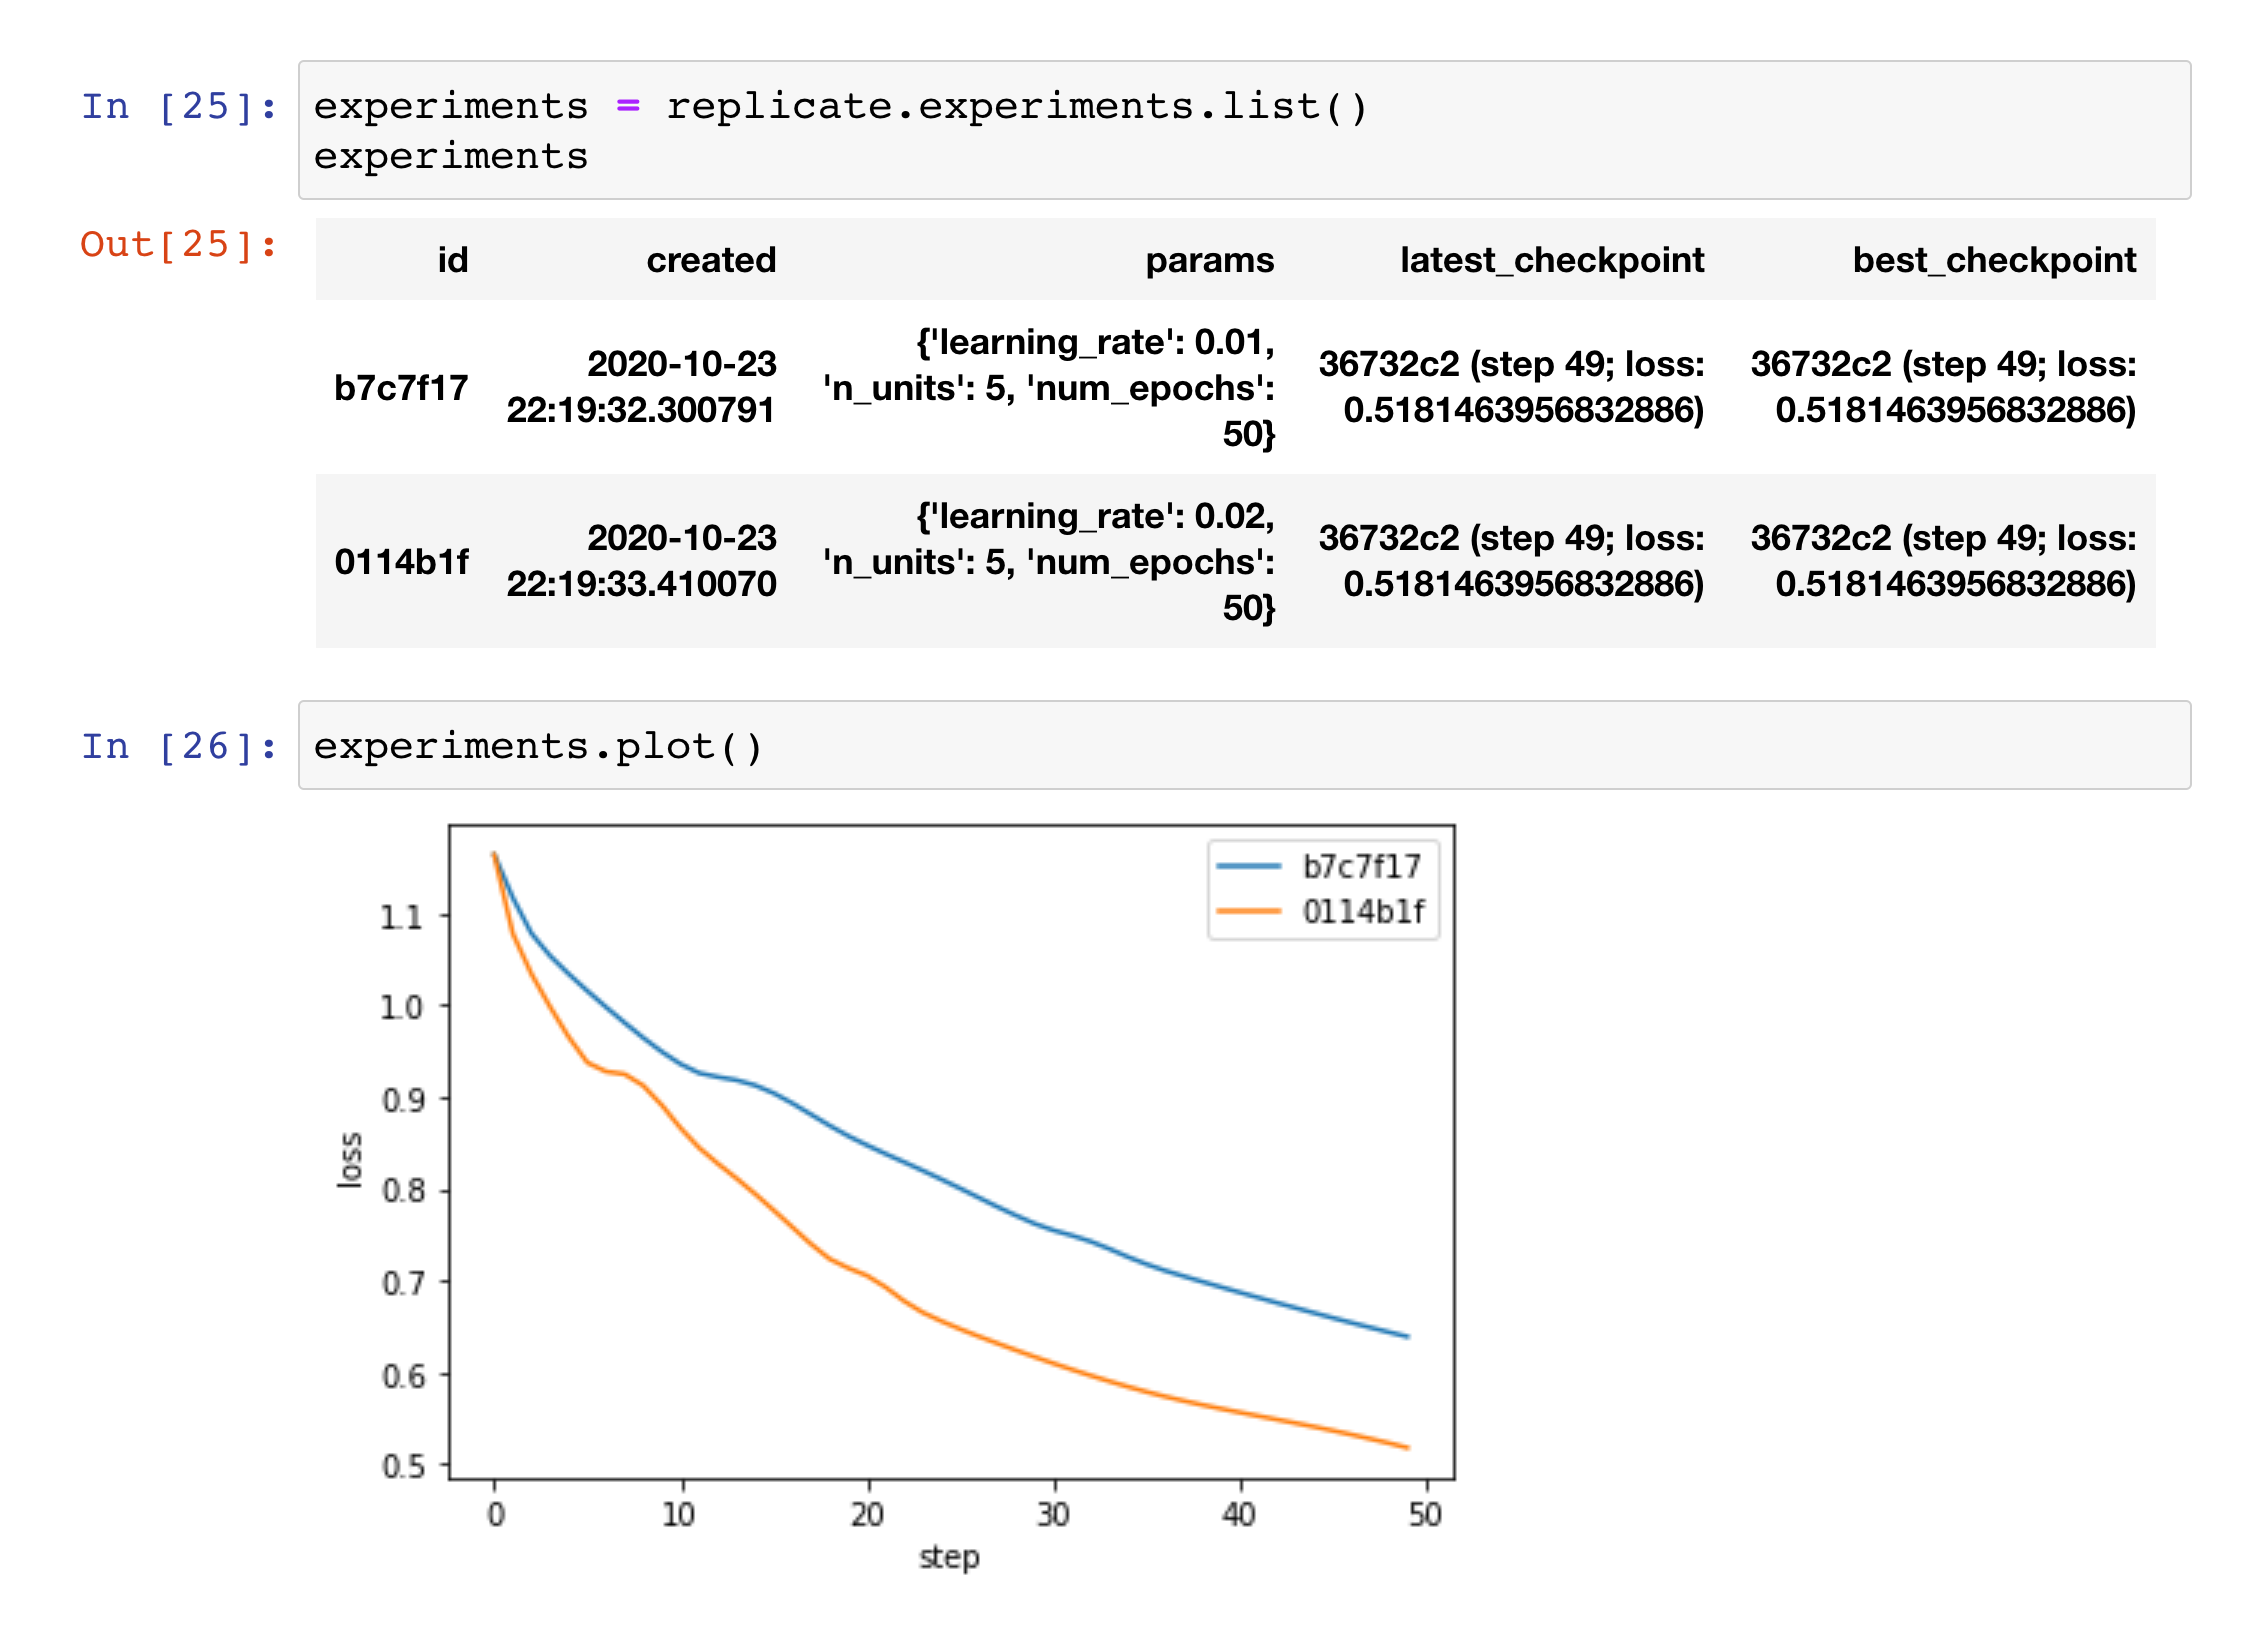 In [25]: experiments = replicate.experiments.list()
experiments
Out[25]:
id created params latest_checkpoint best_checkpoint
b7c7f17 2020-10-23 22:19:32.300791 {'learning_rate': 0.01, 'n_units': 5, 'num_epochs': 50} 36732c2 (step 49; loss: 0.5181463956832886) 36732c2 (step 49; loss: 0.5181463956832886)
0114b1f 2020-10-23 22:19:33.410070 {'learning_rate': 0.02, 'n_units': 5, 'num_epochs': 50} 36732c2 (step 49; loss: 0.5181463956832886) 36732c2 (step 49; loss: 0.5181463956832886)
In [26]: experiments.plot()
b7c7f17
0114b1f
1.1
1.0
0.9
0.8
0.7
0.6
0.5
loss
0 10 20 30 40 50
step